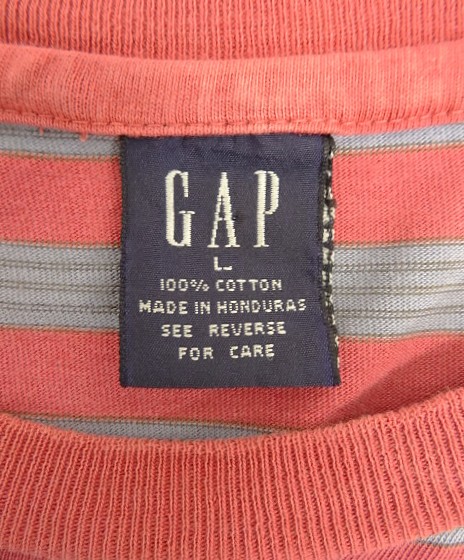 GAP
L
100% COTTON
MADE IN HONDURAS
SEE REVERSE
FOR CARE